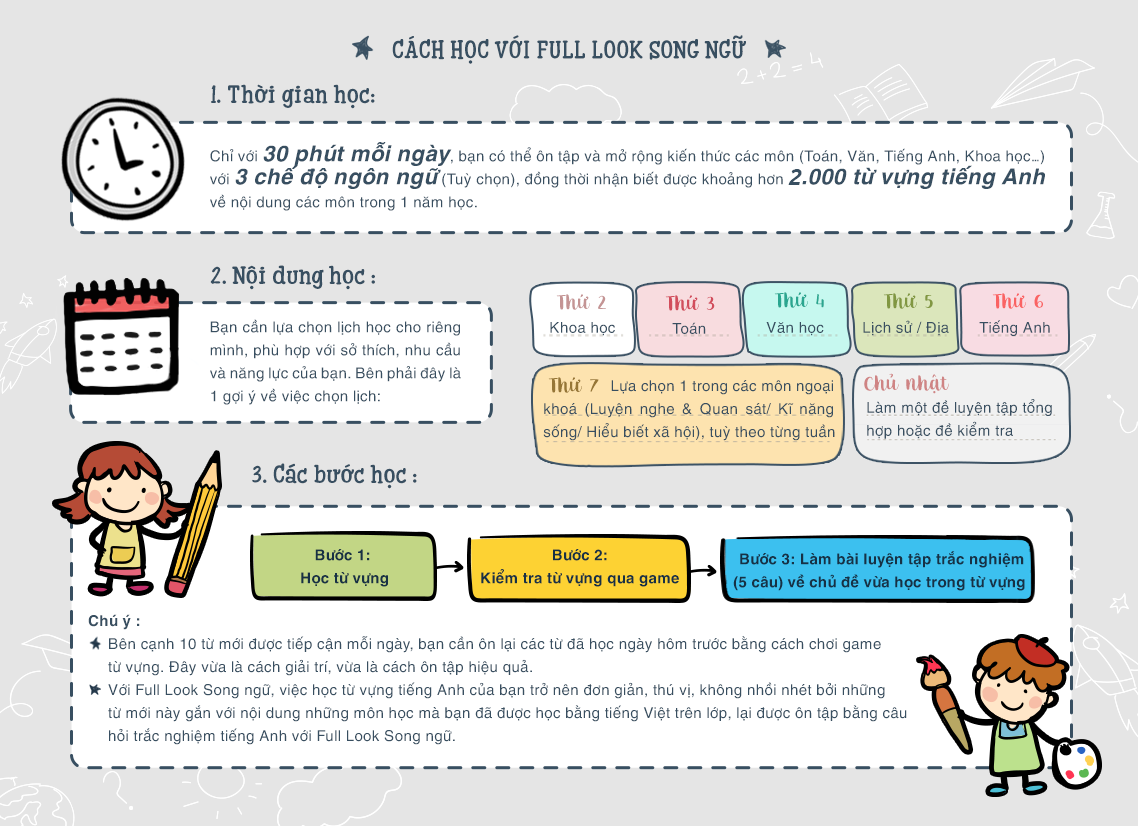 CÁCH HỌC VỚI FULL LOOK SONG NGỮ
2 + 2 = 4
1. Thời gian học:
Chỉ với 30 phút mỗi ngày, bạn có thể ôn tập và mở rộng kiến thức các môn (Toán, Văn, Tiếng Anh, Khoa học...)
với 3 chế độ ngôn ngữ (Tuỳ chọn), đồng thời nhận biết được khoảng hơn 2.000 từ vựng tiếng Anh
về nội dung các môn trong 1 năm học.
2. Nội dung học :
Bạn cần lựa chọn lịch học cho riêng
mình, phù hợp với sở thích, nhu cầu
và năng lực của bạn. Bên phải đây là
1 gợi ý về việc chọn lịch:
Thứ 2
Khoa học
Thứ 3
Toán
Thứ 4
Văn học
Thứ 5
Lịch sử / Địa
Thứ 6
Tiếng Anh
Thứ 7 Lựa chọn 1 trong các môn ngoại
khoá (Luyện nghe & Quan sát/ Kĩ năng
sống/ Hiểu biết xã hội), tuỳ theo từng tuần
Chủ nhật
Làm một đề luyện tập tổng
hợp hoặc đề kiểm tra
3. Các bước học :
Bước 1:
Học từ vựng
Bước 2:
Kiểm tra từ vựng qua game
Bước 3: Làm bài luyện tập trắc nghiệm
(5 câu) về chủ đề vừa học trong từ vựng
Chú ý :
Bên cạnh 10 từ mới được tiếp cận mỗi ngày, bạn cần ôn lại các từ đã học ngày hôm trước bằng cách chơi game
từ vựng. Đây vừa là cách giải trí, vừa là cách ôn tập hiệu quả.
Với Full Look Song ngữ, việc học từ vựng tiếng Anh của bạn trở nên đơn giản, thú vị, không nhồi nhét bởi những
từ mới này gắn với nội dung những môn học mà bạn đã được học bằng tiếng Việt trên lớp, lại được ôn tập bằng câu
hỏi trắc nghiệm tiếng Anh với Full Look Song ngữ.